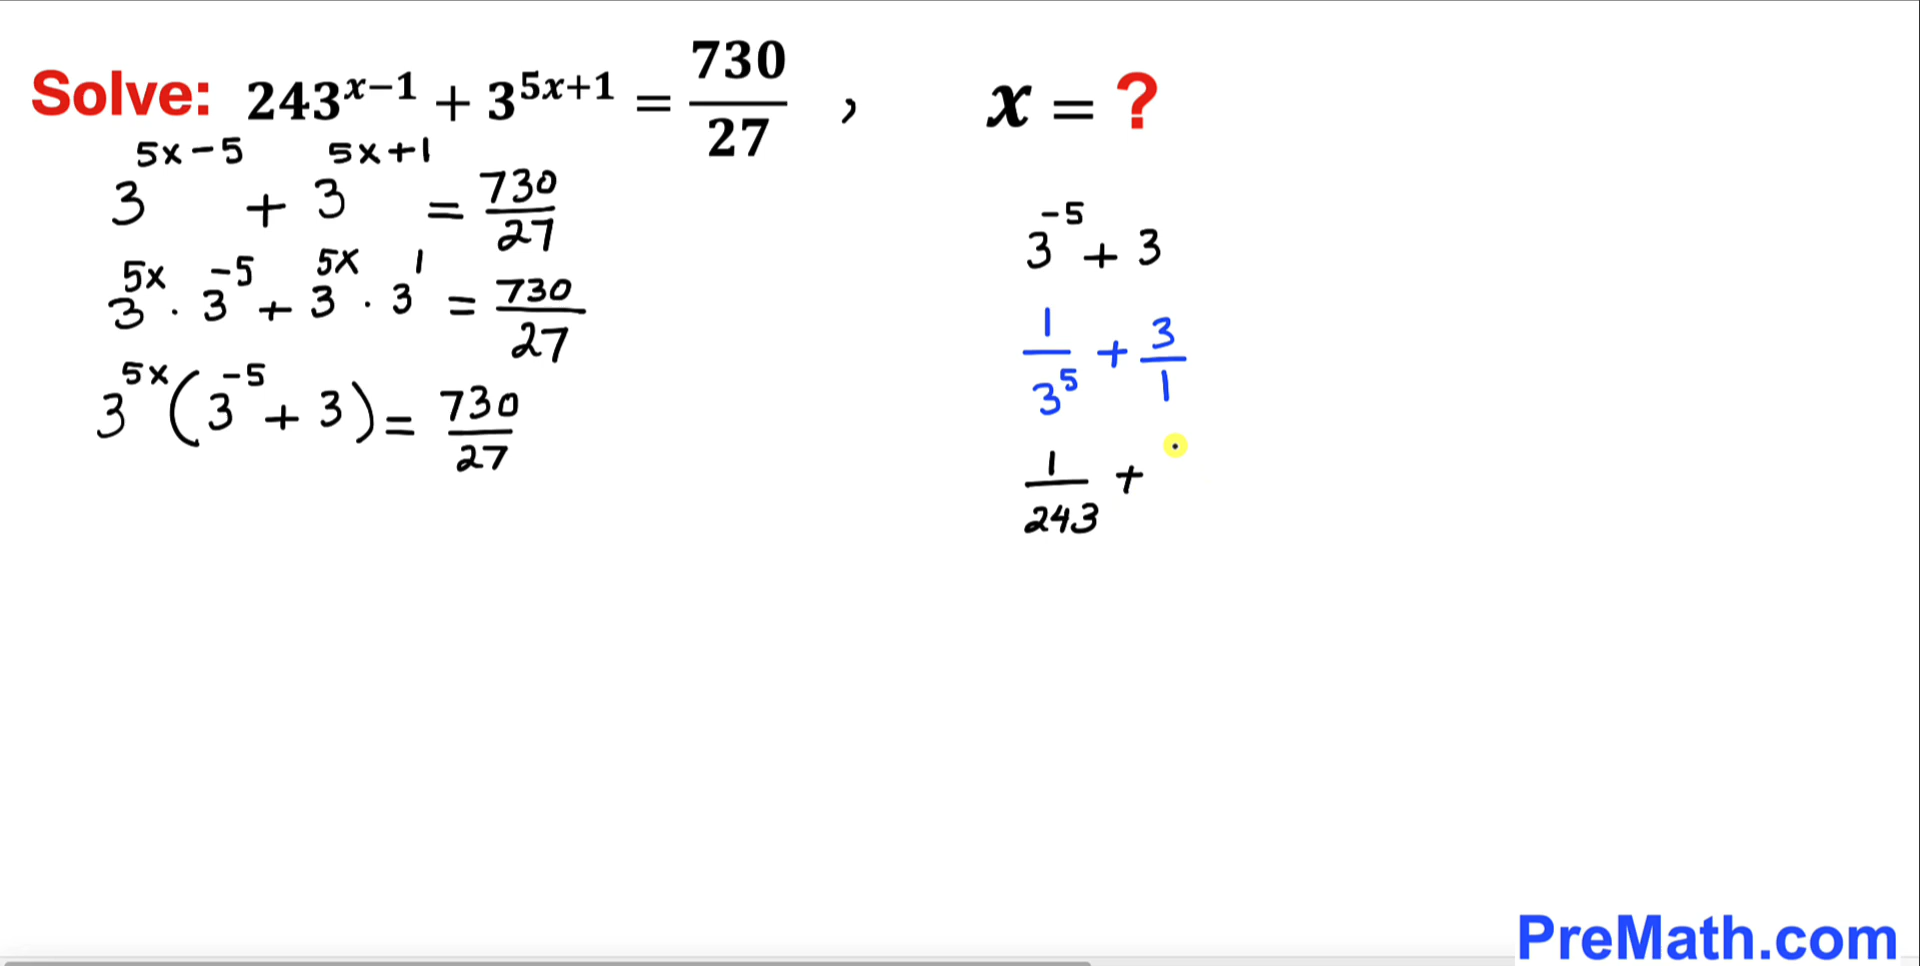 Solve: 243^{x−1} + 3^{5x+1} = 730/27 , x = ?
3^{5x−5} + 3^{5x+1} = 730/27
3^{5x} · 3^{−5} + 3^{5x} · 3^{1} = 730/27
3^{5x}(3^{−5} + 3) = 730/27
3^{−5} + 3
1/3^{5} + 3/1
1/243 +
PreMath.com